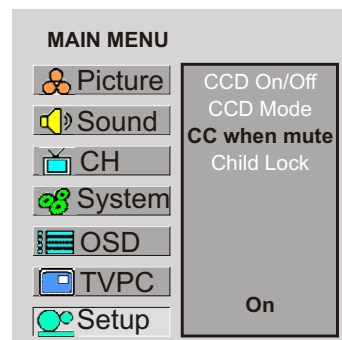 MAIN MENU
Picture
Sound
CH
System
OSD
TVPC
Setup
CCD On/Off
CCD Mode
CC when mute
Child Lock
On